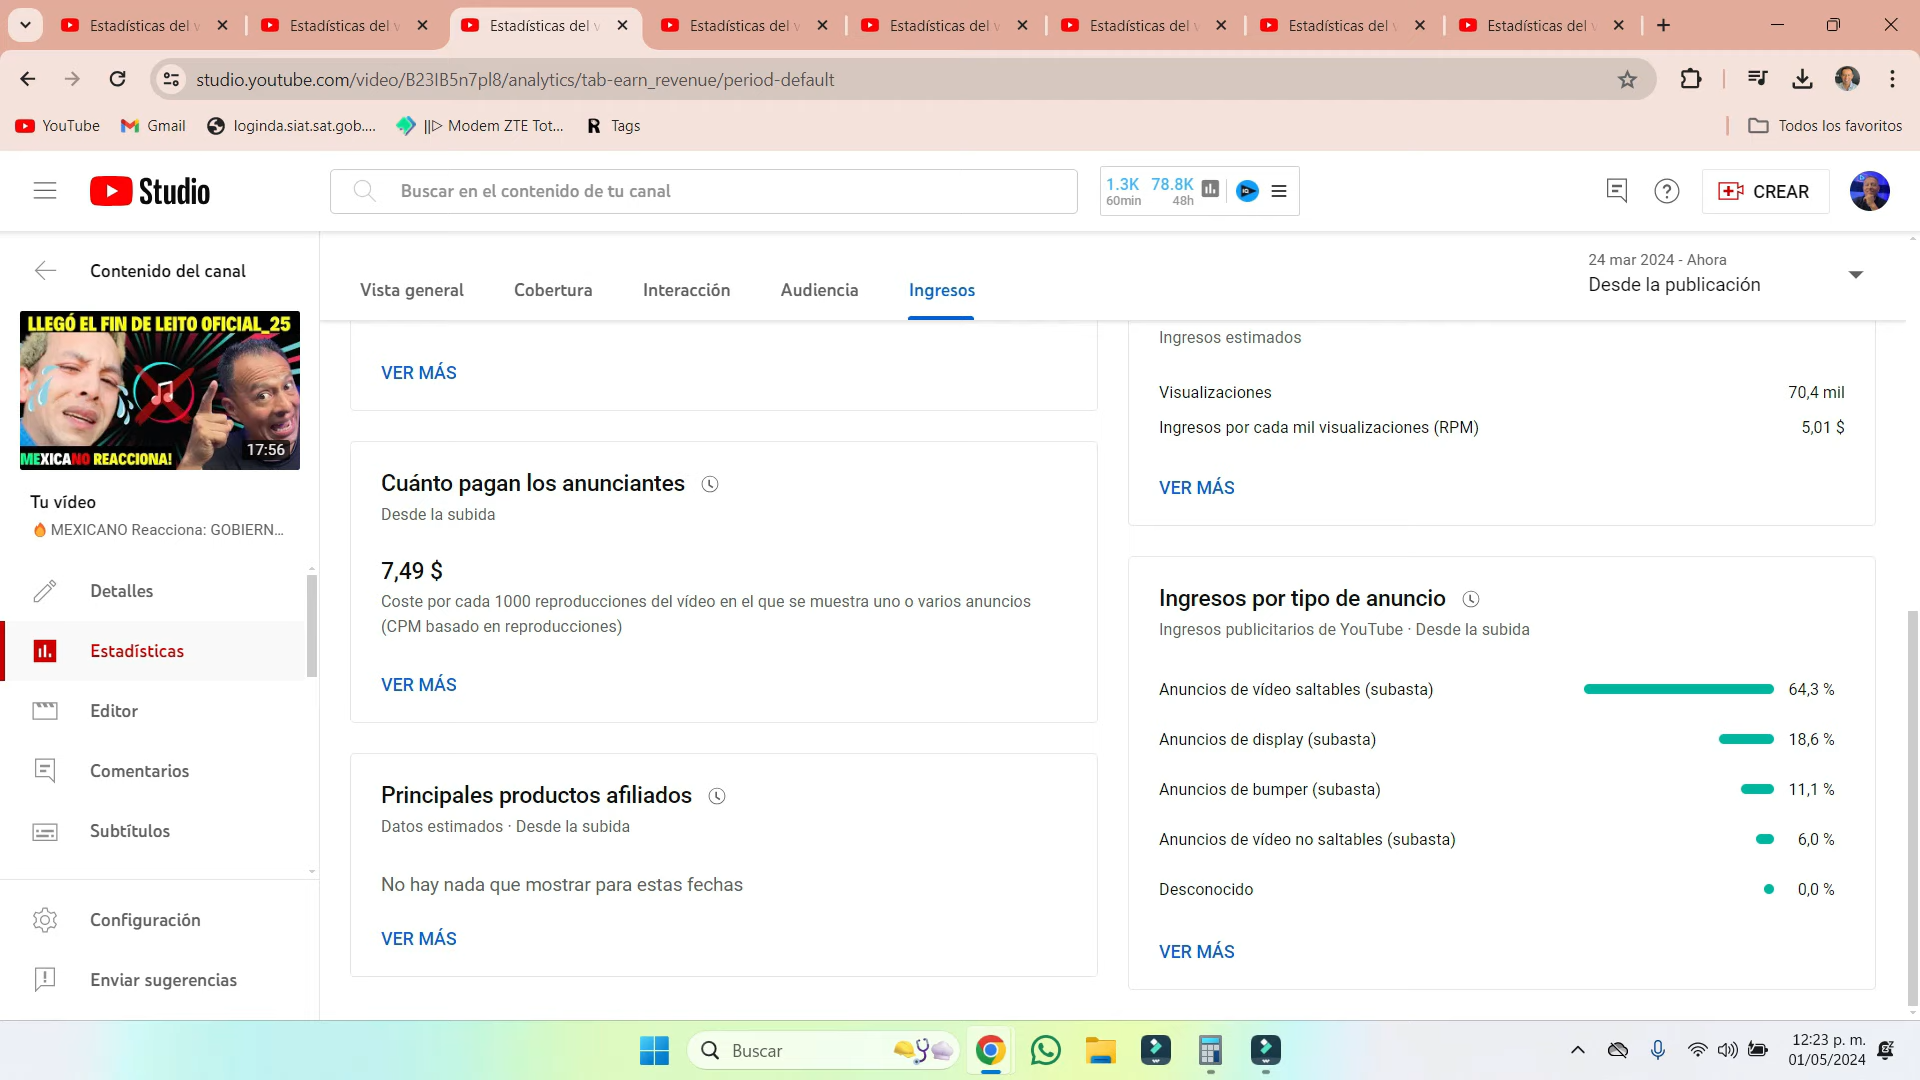 Estadísticas del v
Estadísticas del v
Estadísticas del v
Estadísticas del v
Estadísticas del v
Estadísticas del v
Estadísticas del v
Estadísticas del v
studio.youtube.com/video/B23IB5n7pl8/analytics/tab-earn_revenue/period-default
YouTube
Gmail
loginda.siat.sat.gob....
||▷ Modem ZTE Tot...
R Tags
Todos los favoritos
Studio
Buscar en el contenido de tu canal
1.3K 78.8K
60min 48h
CREAR
Contenido del canal
LLEGÓ EL FIN DE LEITO OFICIAL_25
17:56
MEXICANO REACCIONA!
Tu vídeo
MEXICANO Reacciona: GOBIERN...
Detalles
Estadísticas
Editor
Comentarios
Subtítulos
Configuración
Enviar sugerencias
Vista general
Cobertura
Interacción
Audiencia
Ingresos
24 mar 2024 - Ahora
Desde la publicación
VER MÁS
Cuánto pagan los anunciantes
Desde la subida
7,49 $
Coste por cada 1000 reproducciones del vídeo en el que se muestra uno o varios anuncios
(CPM basado en reproducciones)
VER MÁS
Principales productos afiliados
Datos estimados · Desde la subida
No hay nada que mostrar para estas fechas
VER MÁS
Ingresos estimados
Visualizaciones 70,4 mil
Ingresos por cada mil visualizaciones (RPM) 5,01 $
VER MÁS
Ingresos por tipo de anuncio
Ingresos publicitarios de YouTube · Desde la subida
Anuncios de vídeo saltables (subasta) 64,3 %
Anuncios de display (subasta) 18,6 %
Anuncios de bumper (subasta) 11,1 %
Anuncios de vídeo no saltables (subasta) 6,0 %
Desconocido 0,0 %
VER MÁS
Buscar
12:23 p. m.
01/05/2024